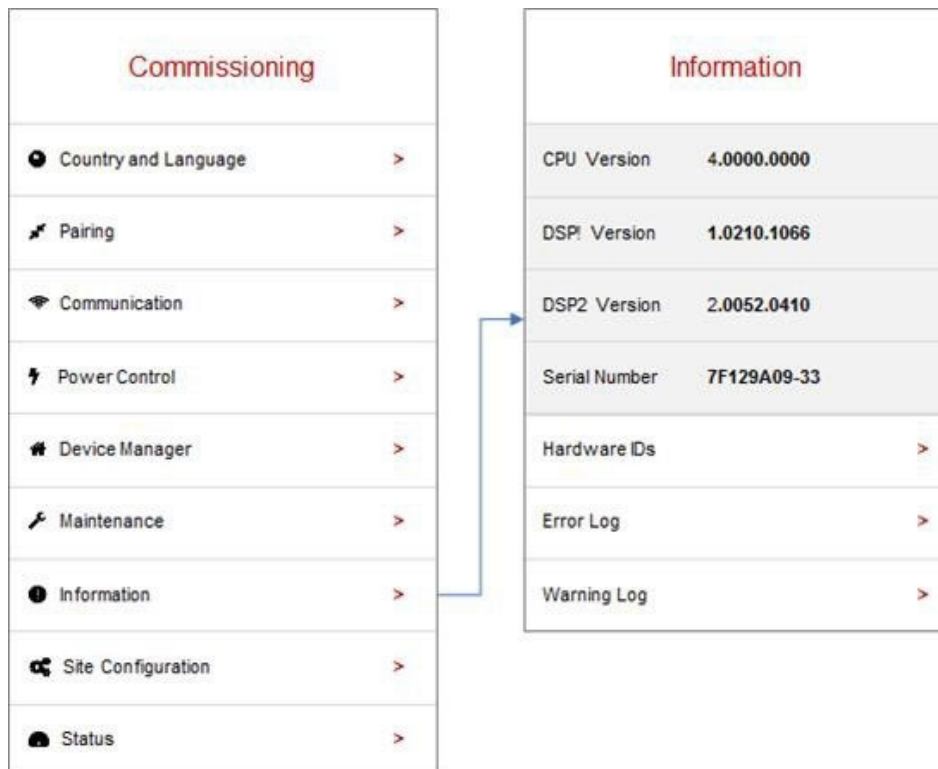 Commissioning
Country and Language >
Pairing >
Communication >
Power Control >
Device Manager >
Maintenance >
Information >
Site Configuration >
Status >
Information
CPU Version 4.0000.0000
DSP! Version 1.0210.1066
DSP2 Version 2.0052.0410
Serial Number 7F129A09-33
Hardware IDs >
Error Log >
Warning Log >